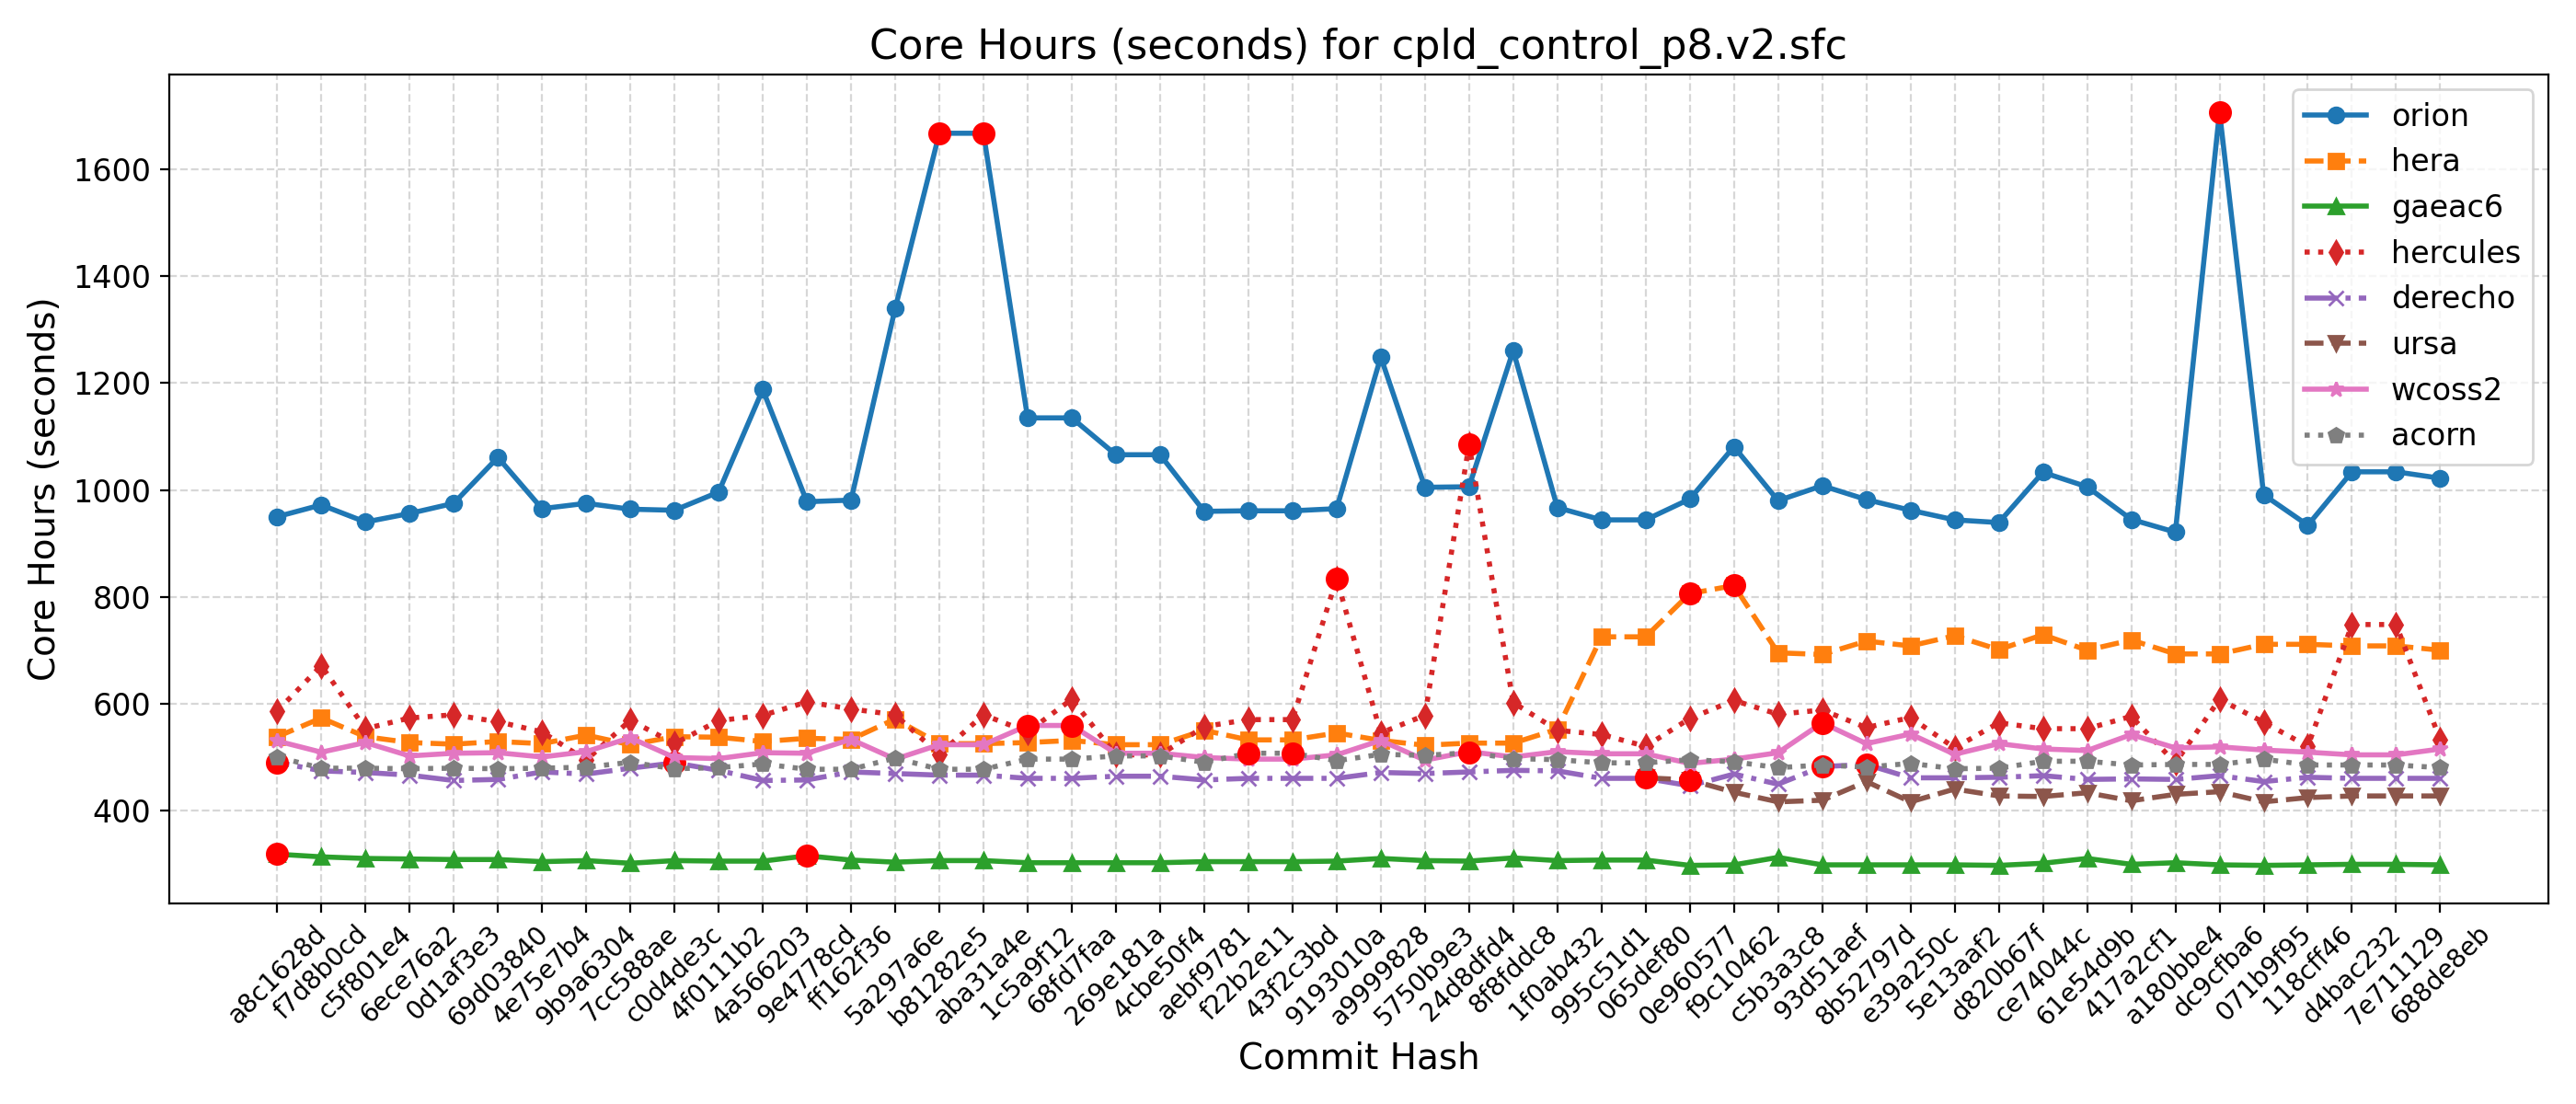 Core Hours (seconds) for cpld_control_p8.v2.sfc
Core Hours (seconds)
1600
1400
1200
1000
800
600
400
orion
hera
gaeac6
hercules
derecho
ursa
wcoss2
acorn
a8c1628d
f7d8b0cd
c5f801e4
6ece76a2
0d1af3e3
69d03840
4e75e7b4
9b9a6304
7cc588ae
c0d4de3c
4f0111b2
4a566203
9e4778cd
ff162f36
5a297a6e
b81282e5
aba31a4e
1c5a9f12
68fd7faa
269e181a
4cbe50f4
aebf9781
f22b2e11
43f2c3bd
9193010a
a9999828
5750b9e3
24d8dfd4
8f8fddc8
1f0ab432
995c51d1
065def80
0e960577
f9c10462
c5b3a3c8
93d51aef
8b52797d
e39a250c
5e13aaf2
d820b67f
ce74044c
61e54d9b
417a2cf1
a180bbe4
dc9cfba6
071b9f95
118cff46
d4bac232
7e711129
688de8eb
Commit Hash